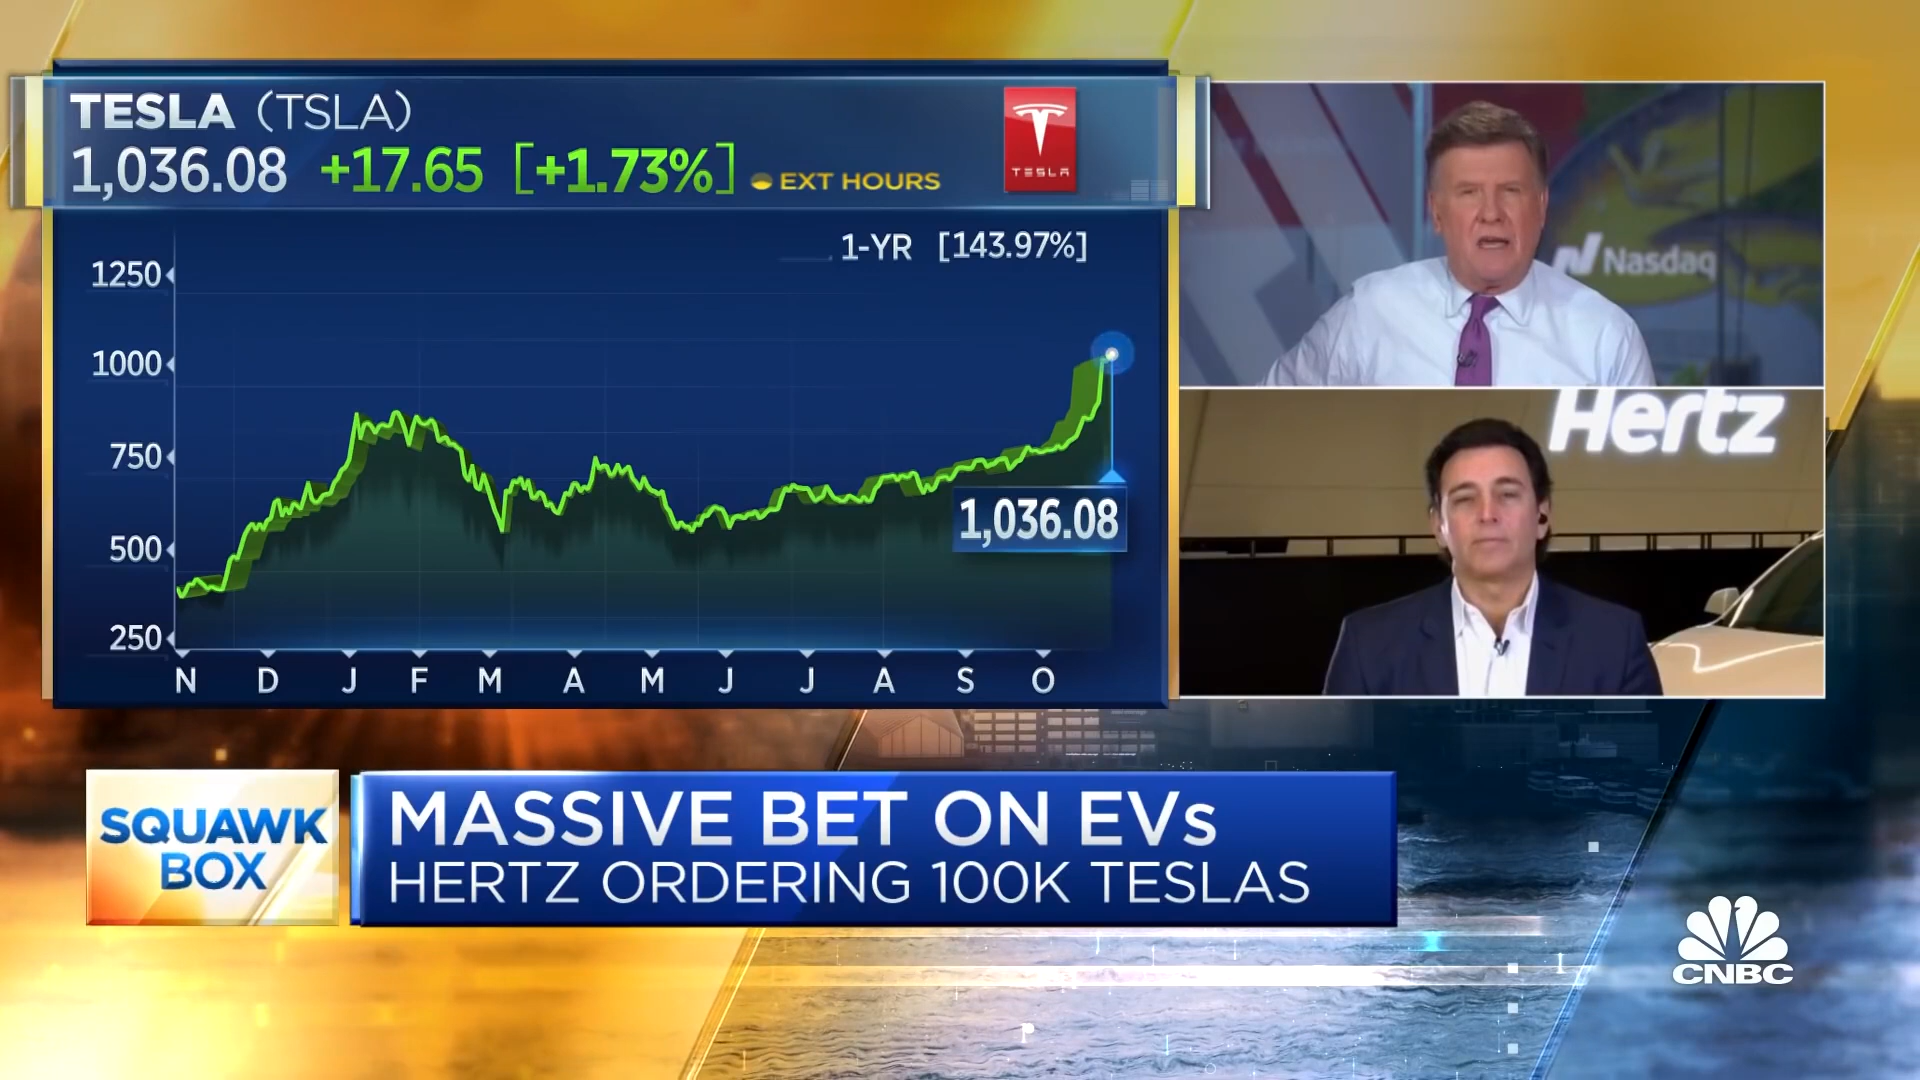 TESLA (TSLA)
1,036.08 +17.65 [+1.73%] EXT HOURS
TESLA
1-YR [143.97%]
1250
1000
750
500
250
1,036.08
N D J F M A M J J A S O
Nasdaq
Hertz
SQUAWK
BOX
MASSIVE BET ON EVs
HERTZ ORDERING 100K TESLAS
CNBC